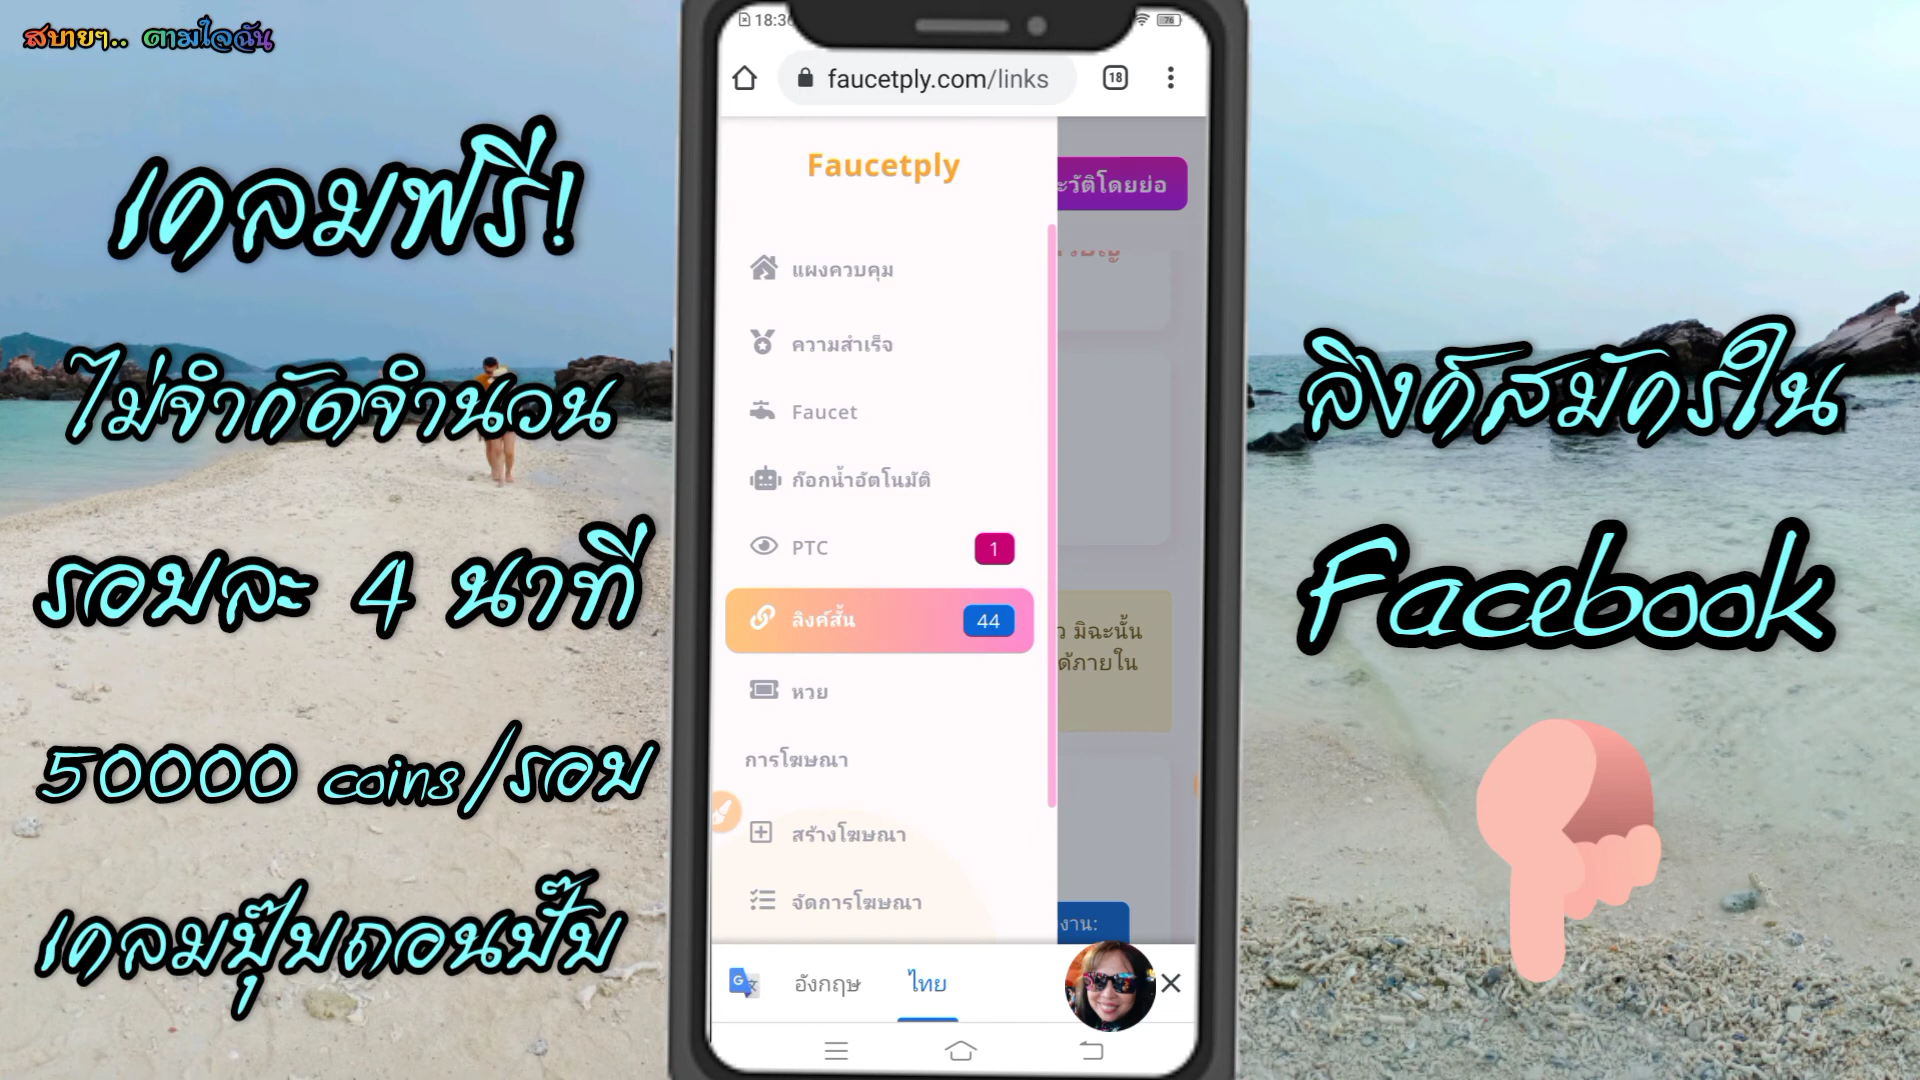 สบายๆ.. ตามใจฉัน
เคลมฟรี!
ไม่จำกัดจำนวน
รอบละ 4 นาที
50000 coins/รอบ
เคลมปุ๊บถอนปั๊บ
18:36
76
faucetply.com/links
18
Faucetply
แผงควบคุม
ความสำเร็จ
Faucet
ก๊อกน้ำอัตโนมัติ
PTC
1
ลิงค์สั้น
44
หวย
การโฆษณา
สร้างโฆษณา
จัดการโฆษณา
ะวัติโดยย่อ
ว มิฉะนั้น
ด้ภายใน
งาน:
อังกฤษ
ไทย
ลิงค์สมัครใน
Facebook